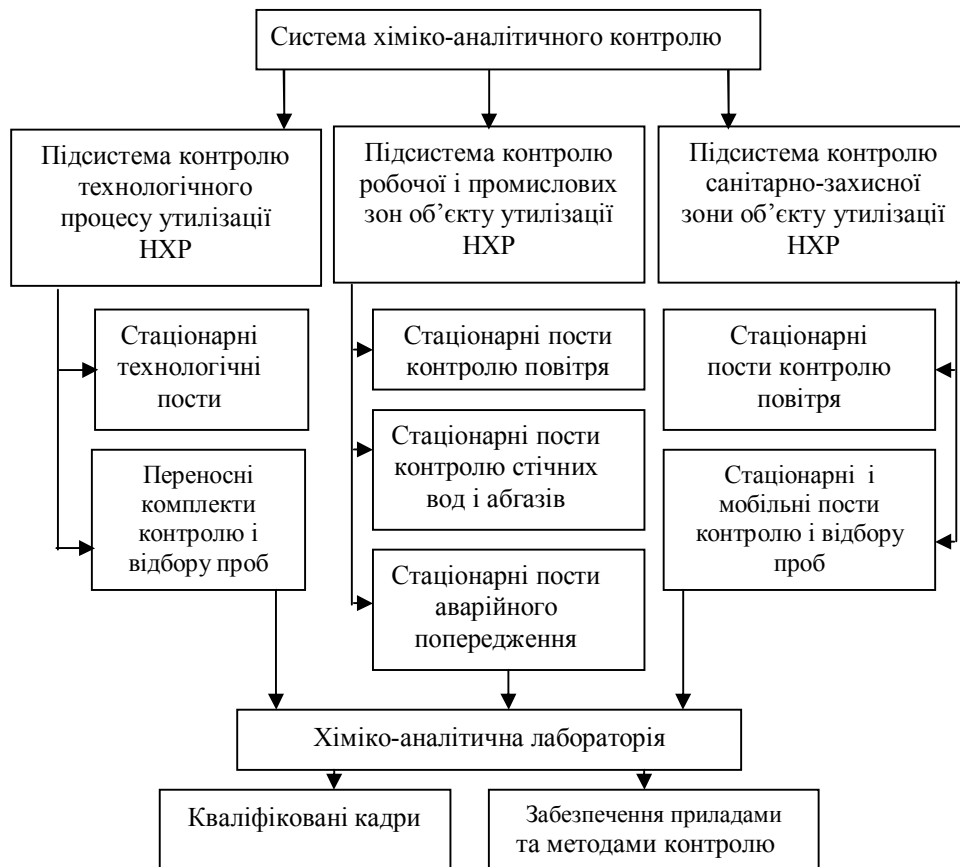 Система хіміко-аналітичного контролю
Підсистема контролю
технологічного
процесу утилізації
НХР
Підсистема контролю
робочої і промислових
зон об’єкту утилізації
НХР
Підсистема контролю
санітарно-захисної
зони об’єкту утилізації
НХР
Стаціонарні
технологічні
пости
Стаціонарні пости
контролю повітря
Стаціонарні
пости контролю
повітря
Переносні
комплекти
контролю і
відбору проб
Стаціонарні пости
контролю стічних
вод і абгазів
Стаціонарні і
мобільні пости
контролю і відбору
проб
Стаціонарні пости
аварійного
попередження
Хіміко-аналітична лабораторія
Кваліфіковані кадри
Забезпечення приладами
та методами контролю